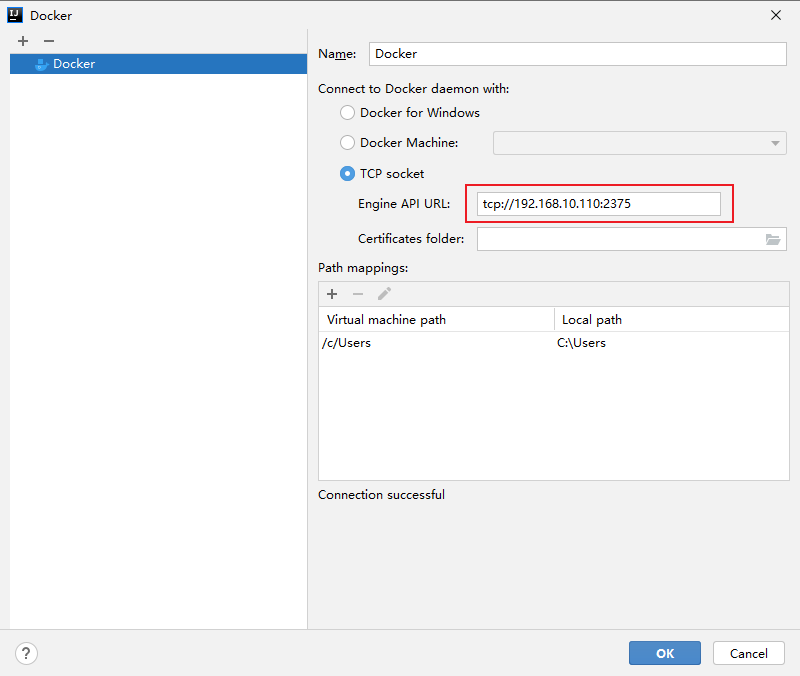 Docker
Docker
Name: Docker
Connect to Docker daemon with:
Docker for Windows
Docker Machine:
TCP socket
Engine API URL: tcp://192.168.10.110:2375
Certificates folder:
Path mappings:
Virtual machine path Local path
/c/Users C:\Users
Connection successful
? OK Cancel